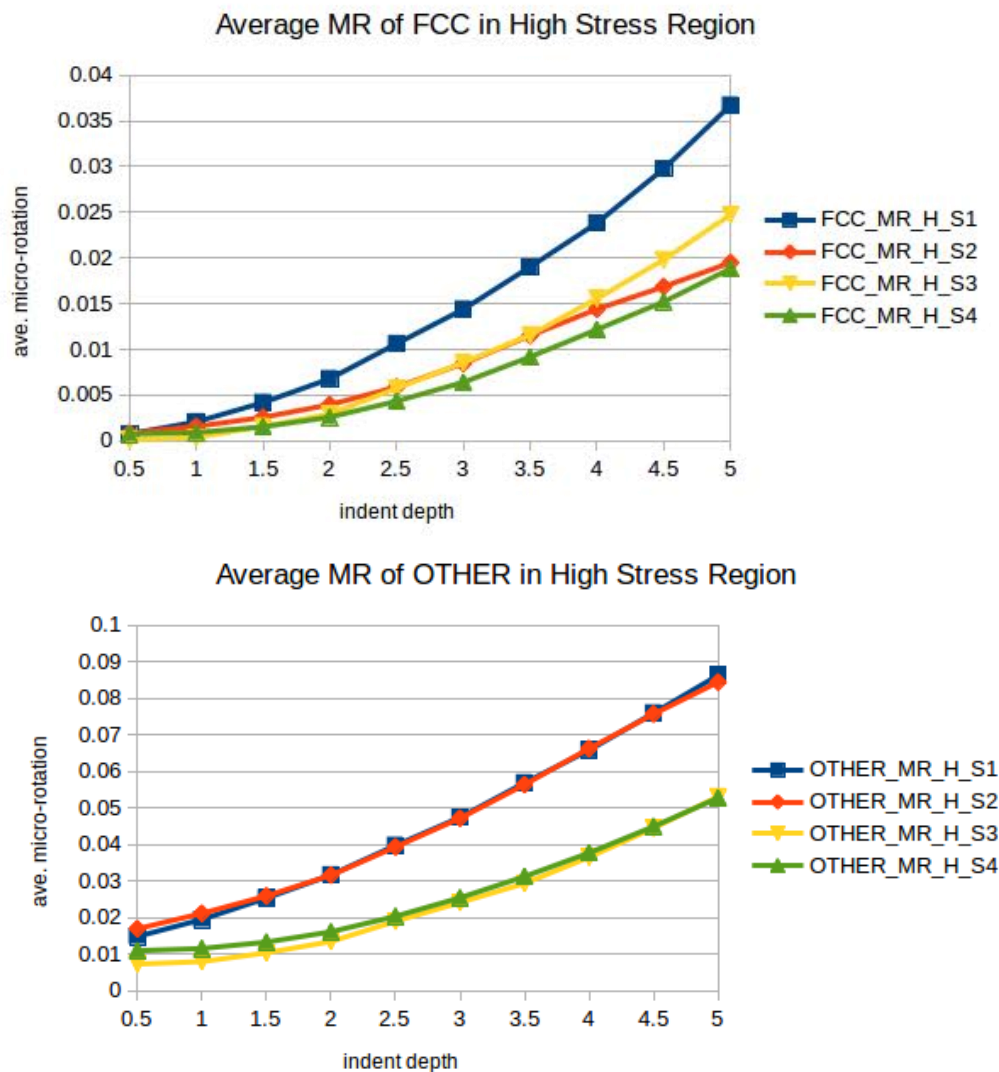 Average MR of FCC in High Stress Region
0.04
0.035
0.03
0.025
0.02
0.015
0.01
0.005
0
ave. micro-rotation
0.5 1 1.5 2 2.5 3 3.5 4 4.5 5
indent depth
FCC_MR_H_S1
FCC_MR_H_S2
FCC_MR_H_S3
FCC_MR_H_S4
Average MR of OTHER in High Stress Region
0.1
0.09
0.08
0.07
0.06
0.05
0.04
0.03
0.02
0.01
0
ave. micro-rotation
0.5 1 1.5 2 2.5 3 3.5 4 4.5 5
indent depth
OTHER_MR_H_S1
OTHER_MR_H_S2
OTHER_MR_H_S3
OTHER_MR_H_S4